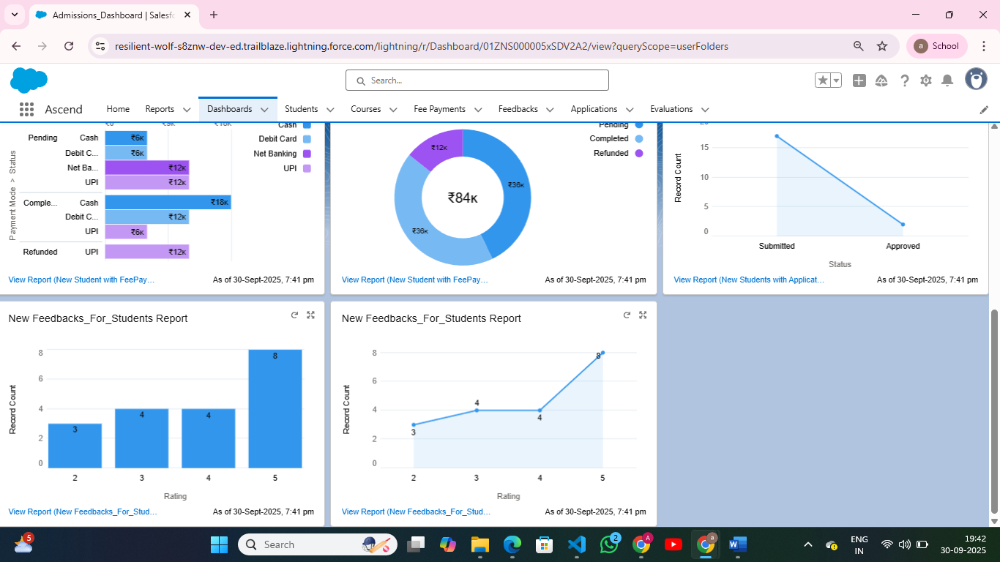 Admissions_Dashboard | Salesfo
resilient-wolf-s8znw-dev-ed.trailblaze.lightning.force.com/lightning/r/Dashboard/01ZNS000005xSDV2A2/view?queryScope=userFolders
a School
Search...
Ascend Home Reports Dashboards Students Courses Fee Payments Feedbacks Applications Evaluations
Payment Mode > Status
Pending Cash ₹6K
Debit C... ₹6K
Net Ba... ₹12K
UPI ₹12K
Comple... Cash ₹18K
Debit C... ₹12K
UPI ₹6K
Refunded UPI ₹12K
Cash
Debit Card
Net Banking
UPI
View Report (New Student with FeePay... As of 30-Sept-2025, 7:41 pm
Pending
Completed
Refunded
₹12K
₹36K
₹84K
₹36K
View Report (New Student with FeePay... As of 30-Sept-2025, 7:41 pm
Record Count
20
15
10
5
0
Submitted Approved
Status
View Report (New Students with Applicat... As of 30-Sept-2025, 7:41 pm
New Feedbacks_For_Students Report
Record Count
8
6
4
2
0
3 4 4 8
2 3 4 5
Rating
View Report (New Feedbacks_For_Stud... As of 30-Sept-2025, 7:41 pm
New Feedbacks_For_Students Report
Record Count
8
6
4
2
0
3 4 4 8
2 3 4 5
Rating
View Report (New Feedbacks_For_Stud... As of 30-Sept-2025, 7:41 pm
5
Search
2
A
a
ENG
IN
19:42
30-09-2025